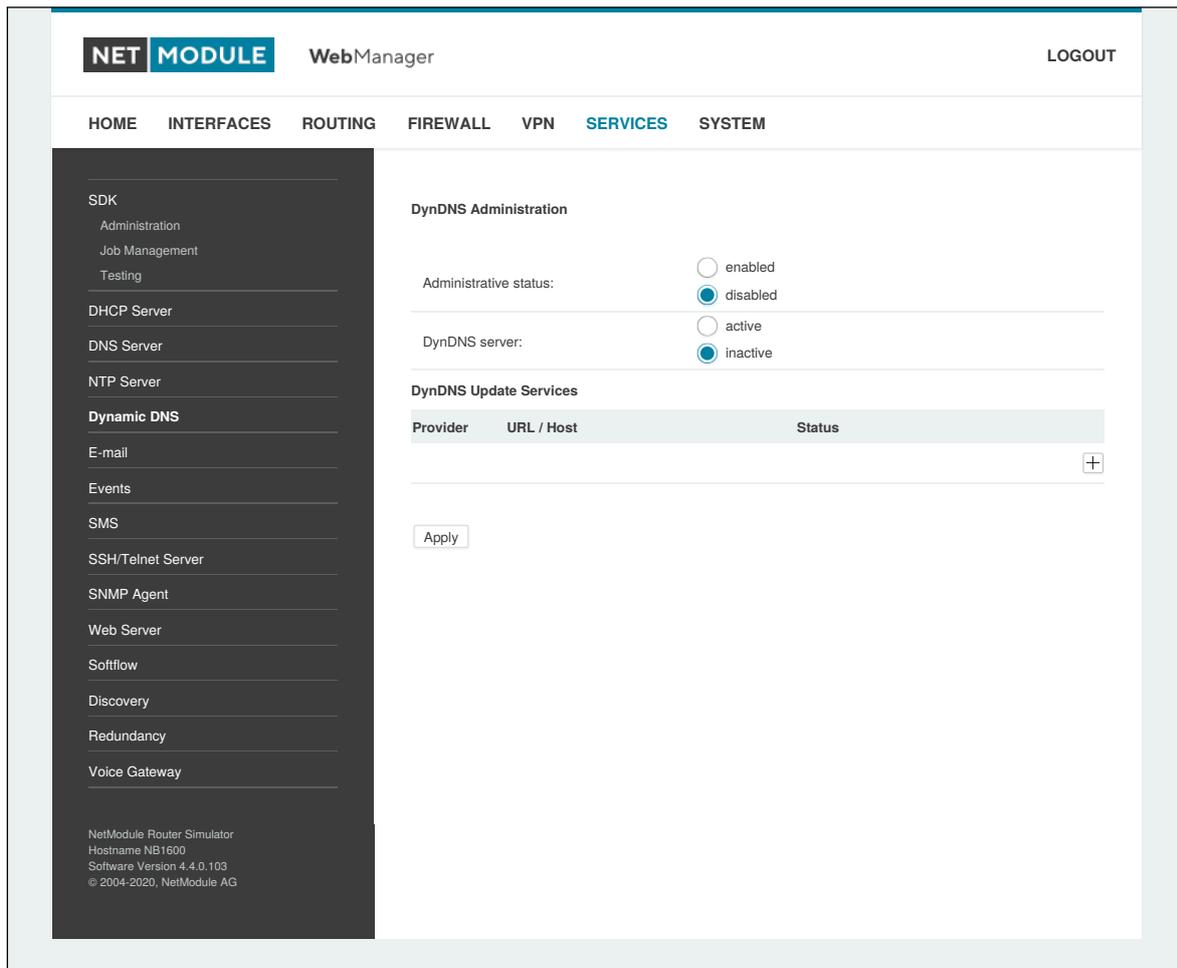 NET MODULE WebManager LOGOUT
HOME INTERFACES ROUTING FIREWALL VPN SERVICES SYSTEM
SDK
Administration
Job Management
Testing
DHCP Server
DNS Server
NTP Server
Dynamic DNS
E-mail
Events
SMS
SSH/Telnet Server
SNMP Agent
Web Server
Softflow
Discovery
Redundancy
Voice Gateway
NetModule Router Simulator
Hostname NB1600
Software Version 4.4.0.103
© 2004-2020, NetModule AG
DynDNS Administration
Administrative status:
enabled
disabled
DynDNS server:
active
inactive
DynDNS Update Services
Provider URL / Host Status
Apply